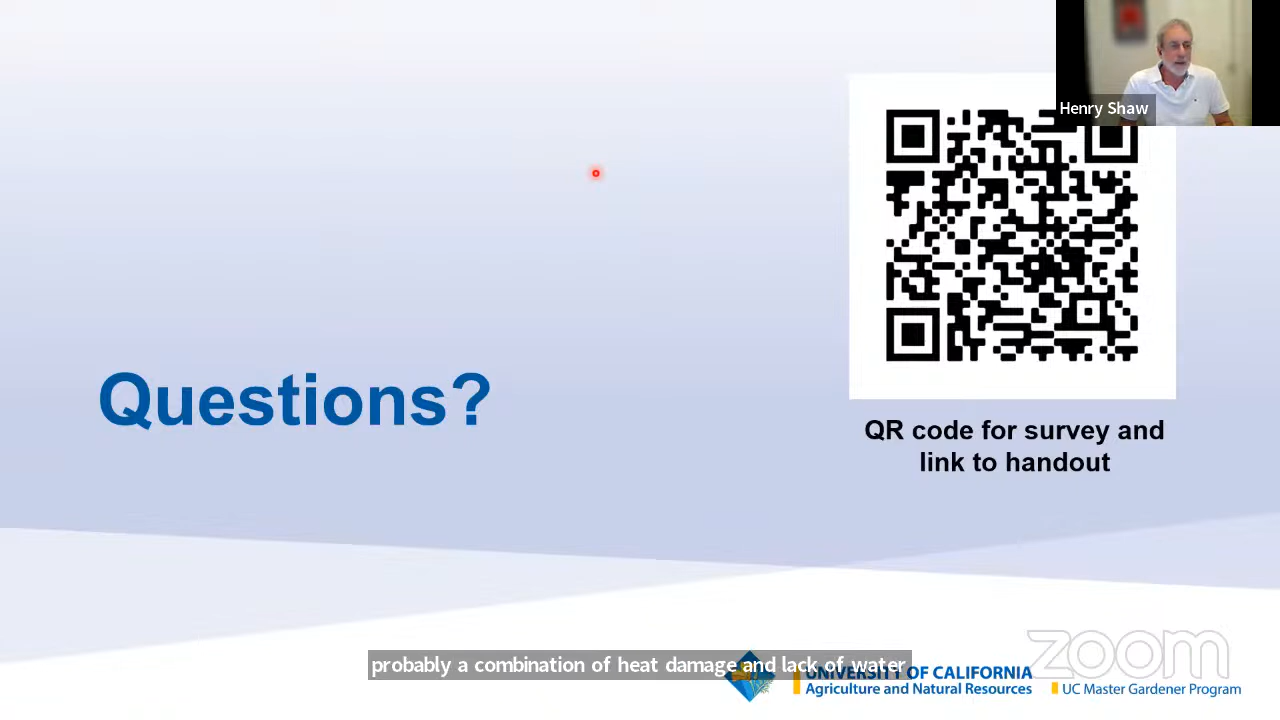 Henry Shaw
Questions?
QR code for survey and
link to handout
zoom
probably a combination of heat damage and lack of water
UNIVERSITY OF CALIFORNIA
Agriculture and Natural Resources
UC Master Gardener Program